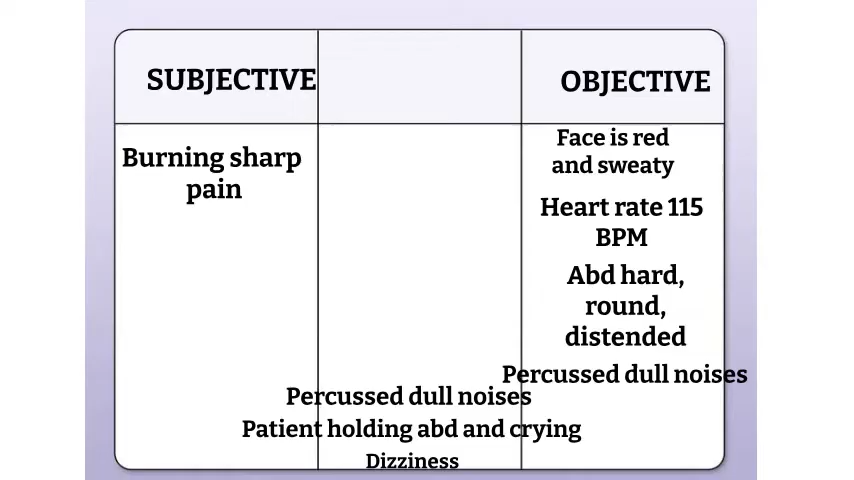 SUBJECTIVE
OBJECTIVE
Burning sharp
pain
Face is red
and sweaty
Heart rate 115
BPM
Abd hard,
round,
distended
Percussed dull noises
Percussed dull noises
Patient holding abd and crying
Dizziness